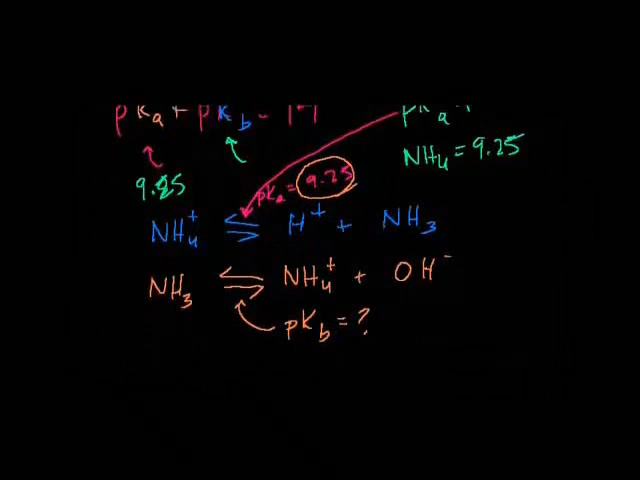 pKa + pKb = 14
pKa
NH4 = 9.25
9.25
pKa = 9.25
NH4+ ⇌ H+ + NH3
NH3 ⇌ NH4+ + OH-
pKb = ?